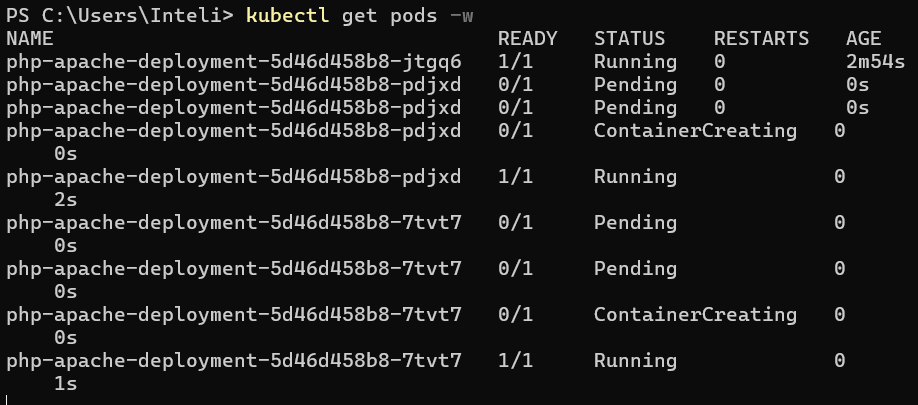 PS C:\Users\Inteli> kubectl get pods -w
NAME READY STATUS RESTARTS AGE
php-apache-deployment-5d46d458b8-jtgq6 1/1 Running 0 2m54s
php-apache-deployment-5d46d458b8-pdjxd 0/1 Pending 0 0s
php-apache-deployment-5d46d458b8-pdjxd 0/1 Pending 0 0s
php-apache-deployment-5d46d458b8-pdjxd 0/1 ContainerCreating 0
0s
php-apache-deployment-5d46d458b8-pdjxd 1/1 Running 0
2s
php-apache-deployment-5d46d458b8-7tvt7 0/1 Pending 0
0s
php-apache-deployment-5d46d458b8-7tvt7 0/1 Pending 0
0s
php-apache-deployment-5d46d458b8-7tvt7 0/1 ContainerCreating 0
0s
php-apache-deployment-5d46d458b8-7tvt7 1/1 Running 0
1s